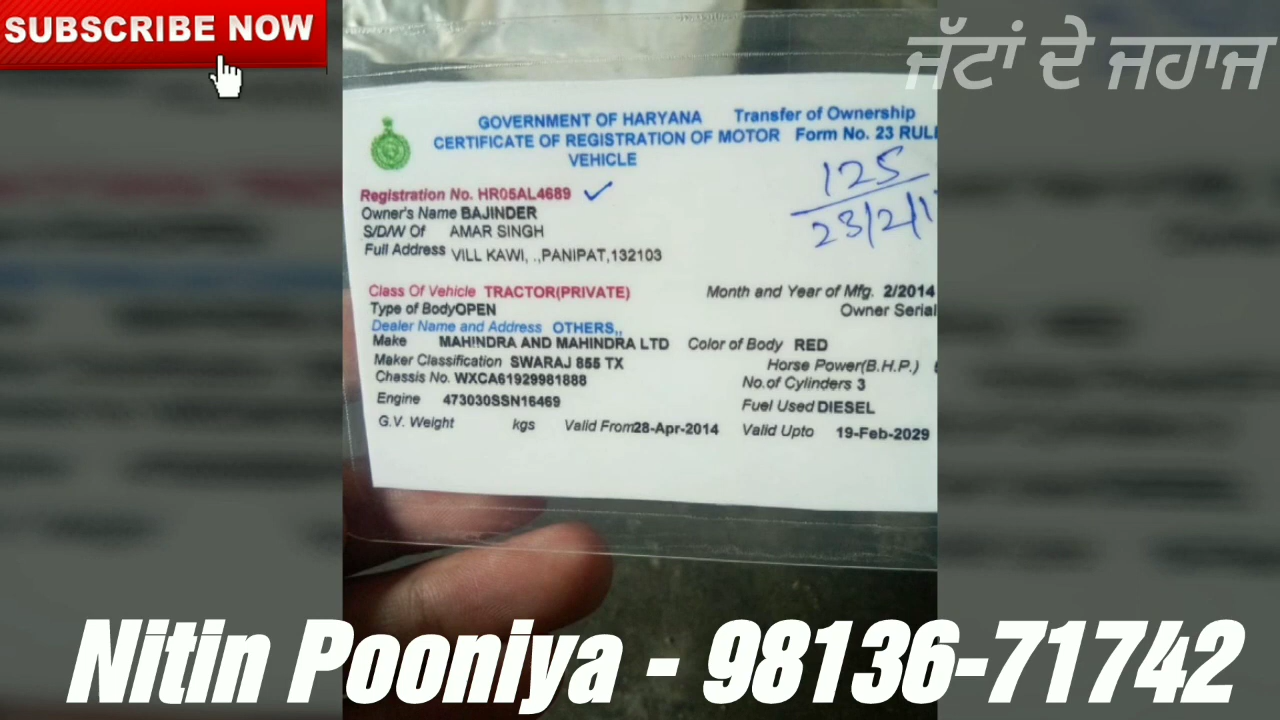 SUBSCRIBE NOW
ਜੱਟਾਂ ਦੇ ਜਹਾਜ
GOVERNMENT OF HARYANA Transfer of Ownership
CERTIFICATE OF REGISTRATION OF MOTOR Form No. 23
VEHICLE
125
23/2/1
Registration No. HR05AL4689
Owner's Name BAJINDER
S/D/W Of AMAR SINGH
Full Address VILL KAWI, .,PANIPAT,132103
Class Of Vehicle TRACTOR(PRIVATE) Month and Year of Mfg. 2/2014
Type of BodyOPEN Owner Serial
Dealer Name and Address OTHERS,,
Make MAHINDRA AND MAHINDRA LTD Color of Body RED
Maker Classification SWARAJ 855 TX Horse Power(B.H.P.)
Chassis No. WXCA61929981888 No.of Cylinders 3
Engine 473030SSN16469 Fuel Used DIESEL
G.V. Weight kgs Valid From28-Apr-2014 Valid Upto 19-Feb-2029
Nitin Pooniya - 98136-71742